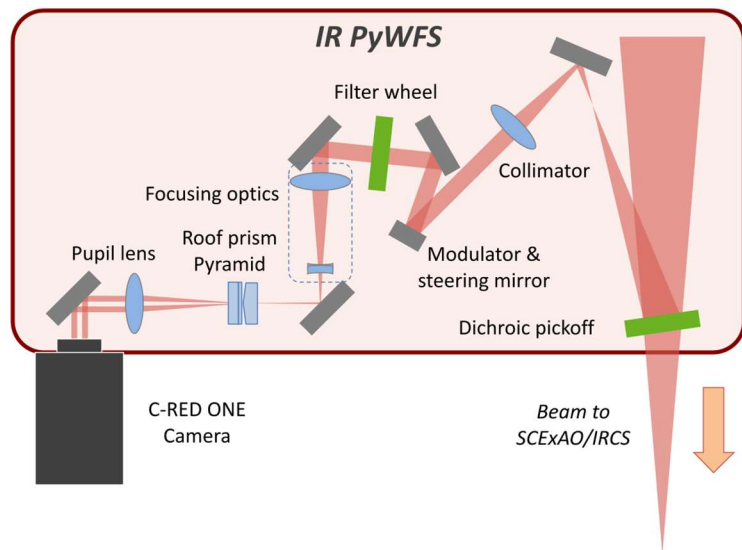 IR PyWFS
Filter wheel
Collimator
Focusing optics
Roof prism
Pyramid
Pupil lens
Modulator &
steering mirror
Dichroic pickoff
C-RED ONE
Camera
Beam to
SCExAO/IRCS